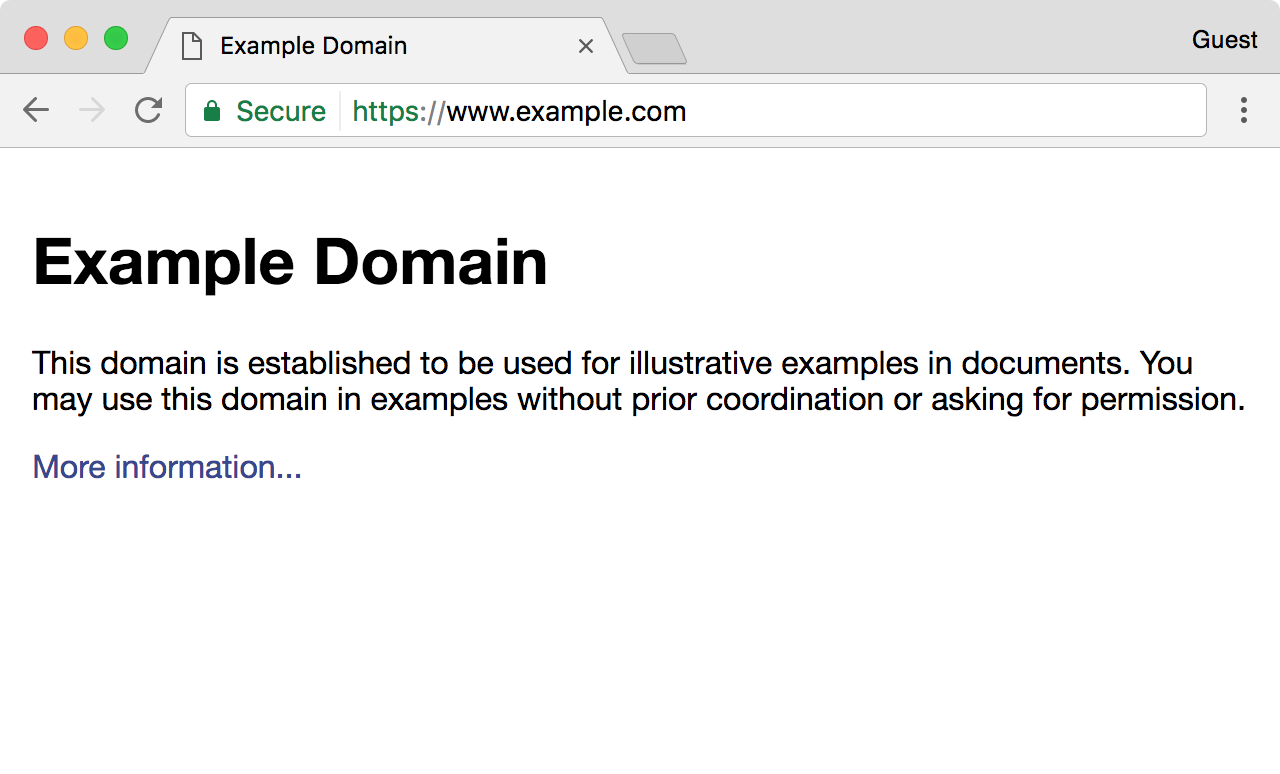 Example Domain
Guest
Secure
https://www.example.com
Example Domain
This domain is established to be used for illustrative examples in documents. You
may use this domain in examples without prior coordination or asking for permission.
More information...